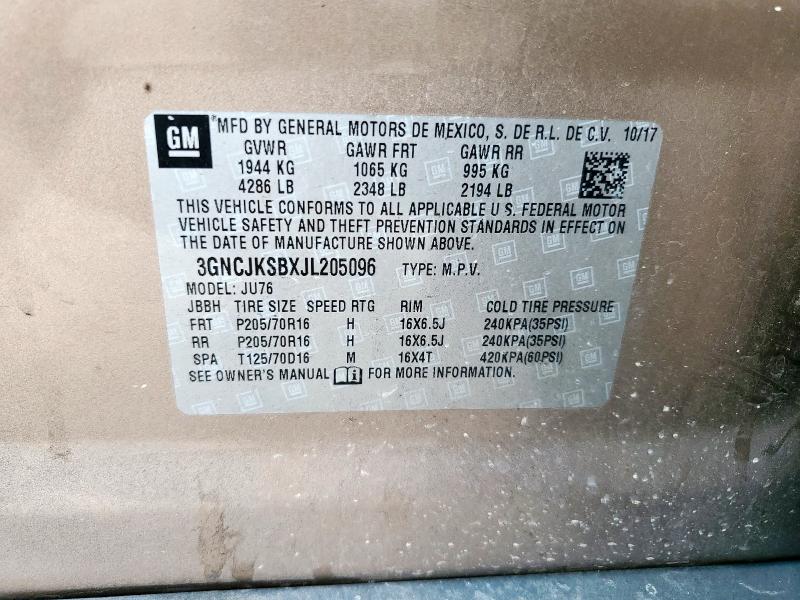 GM ®MFD BY GENERAL MOTORS DE MEXICO, S. DE R.L. DE C.V. 10/17
GVWR GAWR FRT GAWR RR
1944 KG 1065 KG 995 KG
4286 LB 2348 LB 2194 LB
THIS VEHICLE CONFORMS TO ALL APPLICABLE U S. FEDERAL MOTOR
VEHICLE SAFETY AND THEFT PREVENTION STANDARDS IN EFFECT ON
THE DATE OF MANUFACTURE SHOWN ABOVE.
3GNCJKSBXJL205096 TYPE: M.P.V.
MODEL: JU76
JBBH TIRE SIZE SPEED RTG RIM COLD TIRE PRESSURE
FRT P205/70R16 H 16X6.5J 240KPA(35PSI)
RR P205/70R16 H 16X6.5J 240KPA(35PSI)
SPA T125/70D16 M 16X4T 420KPA(60PSI)
SEE OWNER'S MANUAL FOR MORE INFORMATION.